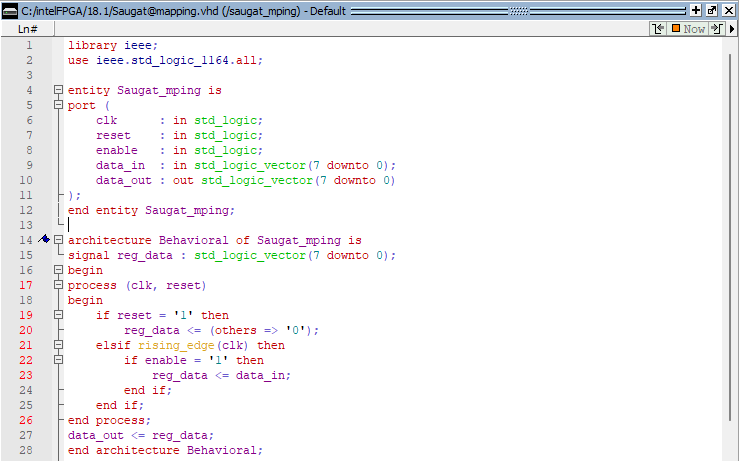 C:/intelFPGA/18.1/Saugat@mapping.vhd (/saugat_mping) - Default
Ln#
Now
1 library ieee;
2 use ieee.std_logic_1164.all;
3
4 entity Saugat_mping is
5 port (
6 clk : in std_logic;
7 reset : in std_logic;
8 enable : in std_logic;
9 data_in : in std_logic_vector(7 downto 0);
10 data_out : out std_logic_vector(7 downto 0)
11 );
12 end entity Saugat_mping;
13
14 architecture Behavioral of Saugat_mping is
15 signal reg_data : std_logic_vector(7 downto 0);
16 begin
17 process (clk, reset)
18 begin
19 if reset = '1' then
20 reg_data <= (others => '0');
21 elsif rising_edge(clk) then
22 if enable = '1' then
23 reg_data <= data_in;
24 end if;
25 end if;
26 end process;
27 data_out <= reg_data;
28 end architecture Behavioral;